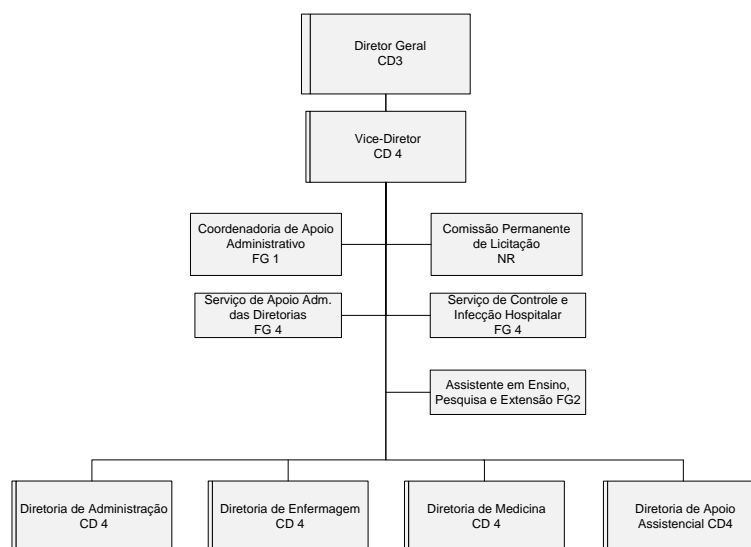 Diretor Geral
CD3
Vice-Diretor
CD 4
Coordenadoria de Apoio
Administrativo
FG 1
Comissão Permanente
de Licitação
NR
Serviço de Apoio Adm.
das Diretorias
FG 4
Serviço de Controle e
Infecção Hospitalar
FG 4
Assistente em Ensino,
Pesquisa e Extensão FG2
Diretoria de Administração
CD 4
Diretoria de Enfermagem
CD 4
Diretoria de Medicina
CD 4
Diretoria de Apoio
Assistencial CD4